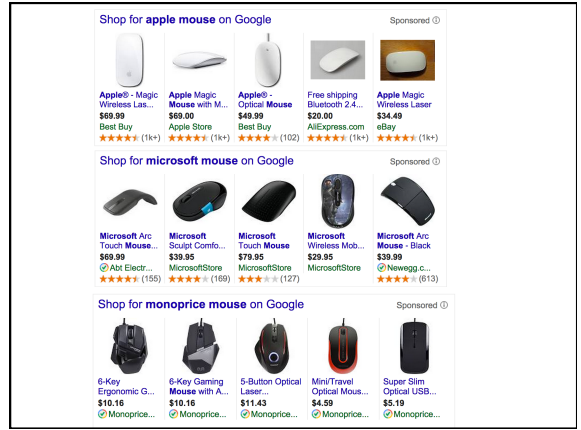 Shop for apple mouse on Google Sponsored ⓘ
Apple® - Magic Wireless Las...
$69.99
Best Buy
(1k+)
Apple Magic Mouse with M...
$69.00
Apple Store
(1k+)
Apple® - Optical Mouse
$49.99
Best Buy
(102)
Free shipping Bluetooth 2.4...
$20.00
AliExpress.com
(1k+)
Apple Magic Wireless Laser
$34.49
eBay
(1k+)
Shop for microsoft mouse on Google Sponsored ⓘ
Microsoft Arc Touch Mouse...
$69.99
Abt Electr...
(155)
Microsoft Sculpt Comfo...
$39.95
MicrosoftStore
(169)
Microsoft Touch Mouse
$79.95
MicrosoftStore
(127)
Microsoft Wireless Mob...
$29.95
MicrosoftStore
Microsoft Arc Mouse - Black
$39.99
Newegg.c...
(613)
Shop for monoprice mouse on Google Sponsored ⓘ
6-Key Ergonomic G...
$10.16
Monoprice...
6-Key Gaming Mouse with A...
$10.16
Monoprice...
5-Button Optical Laser...
$11.43
Monoprice...
Mini/Travel Optical Mous...
$4.59
Monoprice...
Super Slim Optical USB...
$5.19
Monoprice...